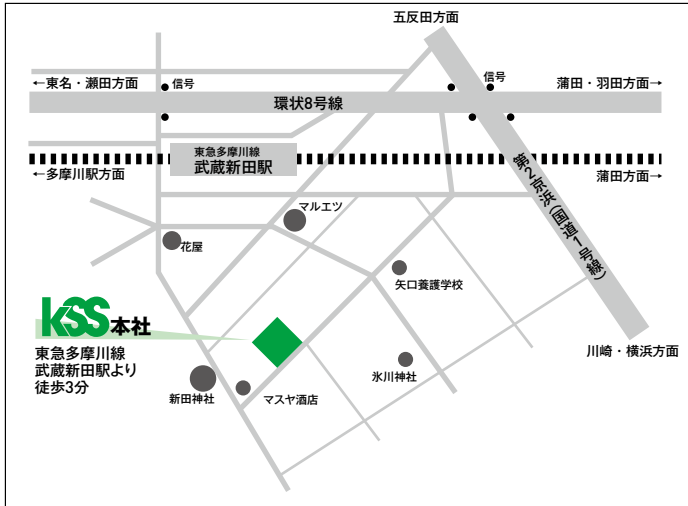 五反田方面
←東名・瀬田方面
信号
信号
蒲田・羽田方面→
環状8号線
東急多摩川線
武蔵新田駅
←多摩川駅方面
蒲田方面→
第2京浜(国道1号線)
マルエツ
花屋
矢口養護学校
KSS本社
東急多摩川線
武蔵新田駅より
徒歩3分
川崎・横浜方面
氷川神社
新田神社
マスヤ酒店